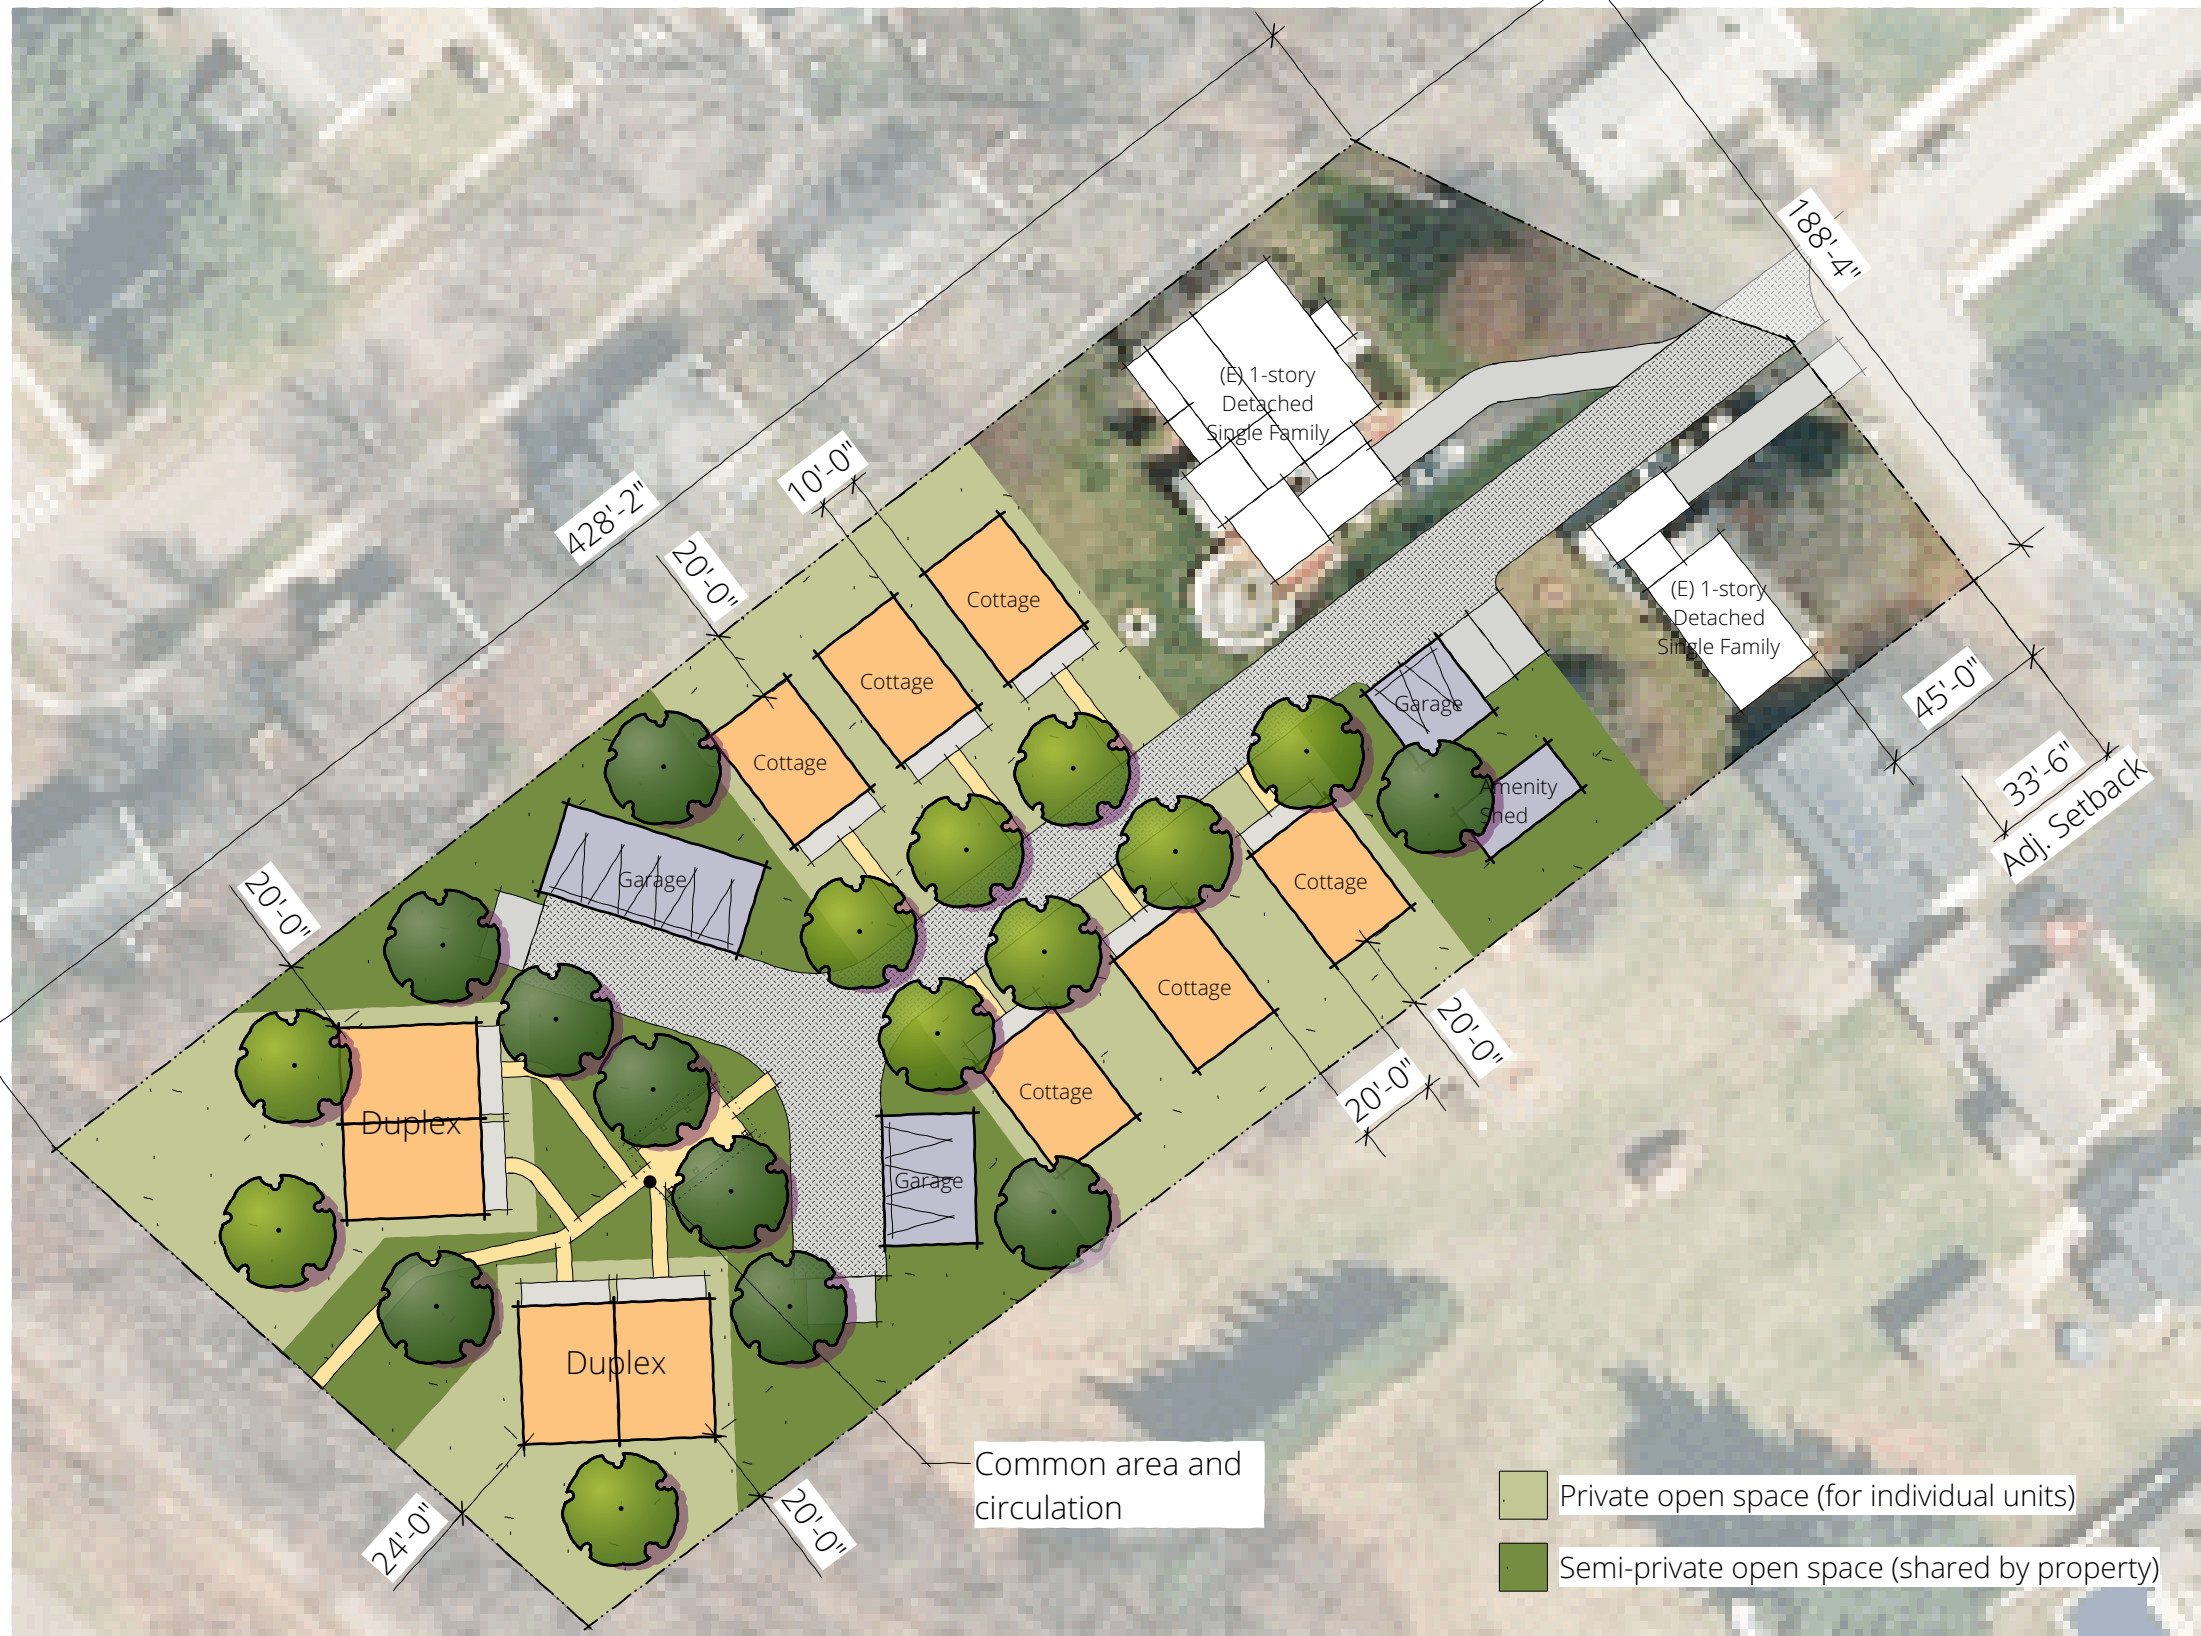 188'-4"
(E) 1-story
Detached
Single Family
428'-2"
10'-0"
20'-0"
Cottage
Cottage
Cottage
(E) 1-story
Detached
Single Family
45'-0"
33'-6"
Adj. Setback
Garage
Amenity
Shed
Garage
20'-0"
Cottage
Cottage
Cottage
20'-0"
20'-0"
Duplex
Garage
Duplex
24'-0"
20'-0"
Common area and
circulation
Private open space (for individual units)
Semi-private open space (shared by property)